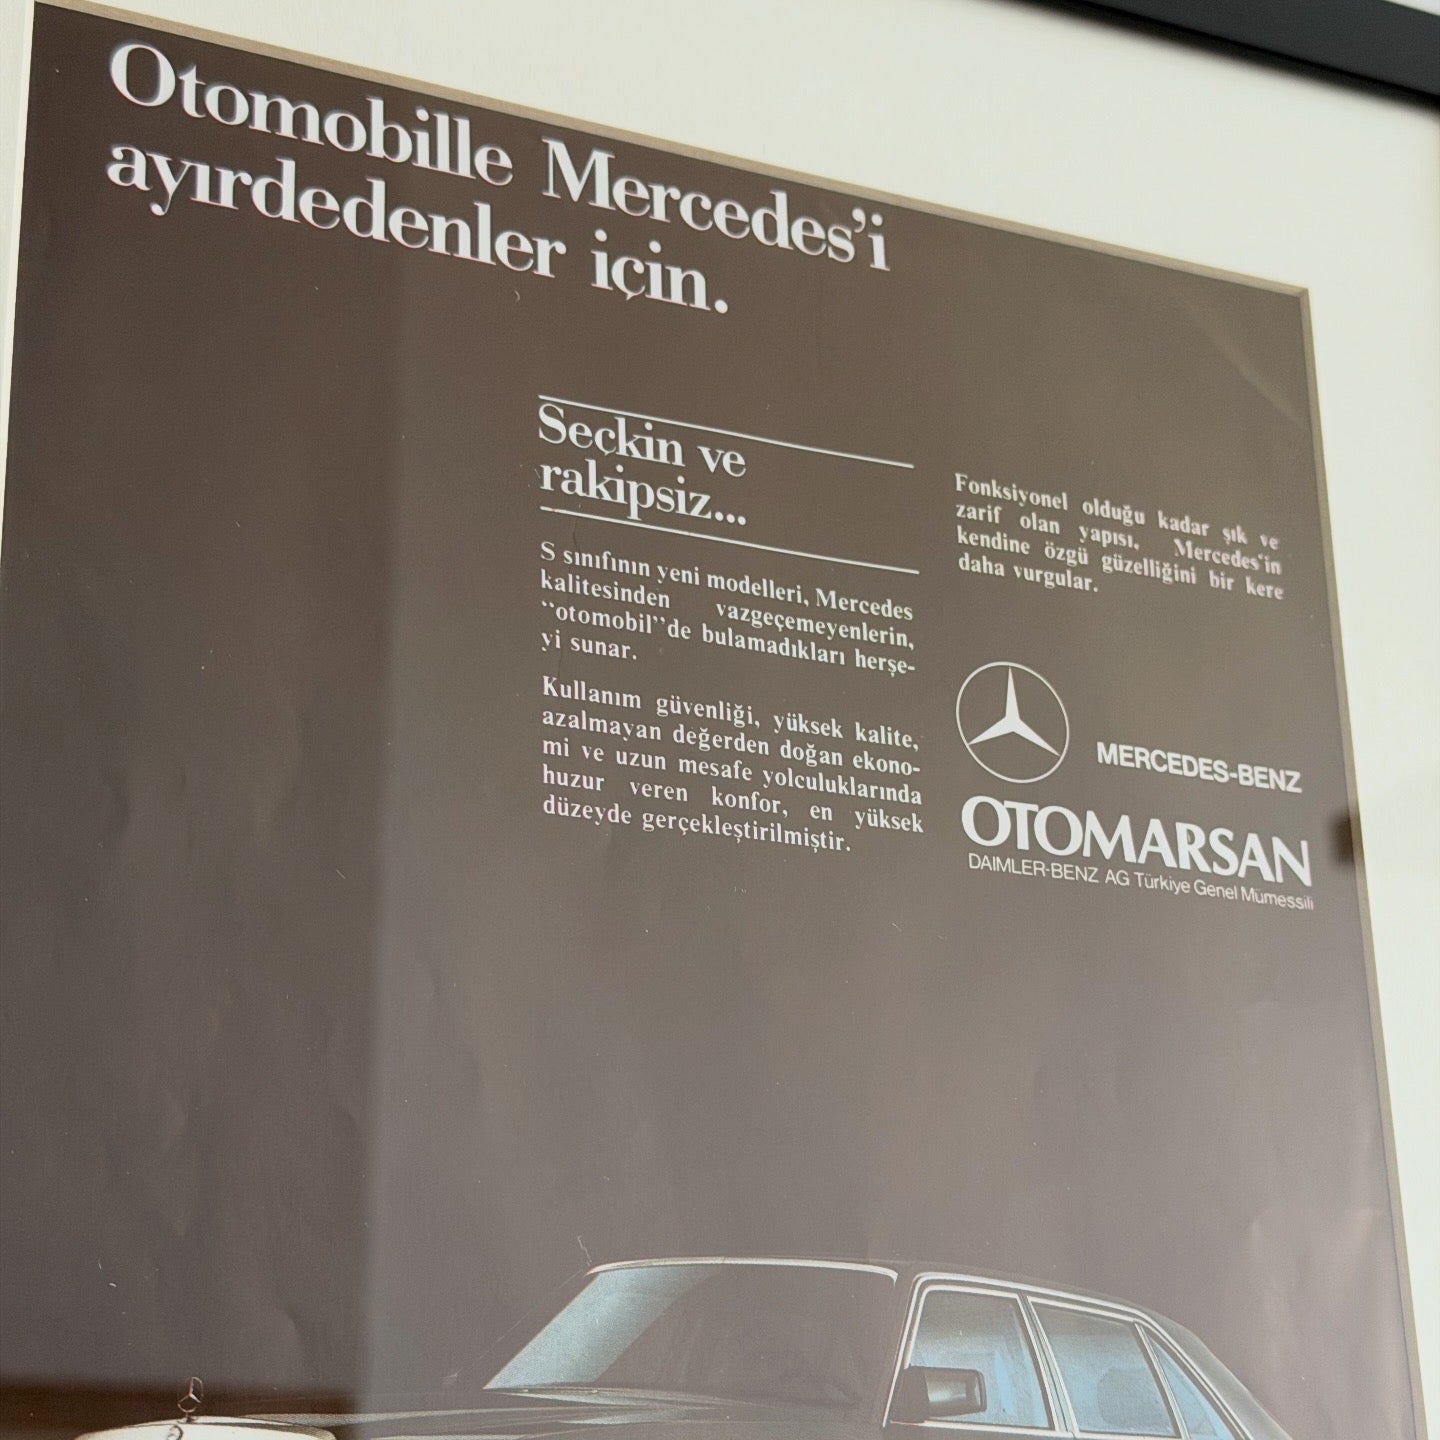 Otomobille Mercedes'i
ayırdedenler için.
Seçkin ve
rakipsiz...
S sınıfının yeni modelleri, Mercedes
kalitesinden vazgeçemeyenlerin,
“otomobil”de bulamadıkları herşe-
yi sunar.
Kullanım güvenliği, yüksek kalite,
azalmayan değerden doğan ekono-
mi ve uzun mesafe yolculuklarında
huzur veren konfor, en yüksek
düzeyde gerçekleştirilmiştir.
Fonksiyonel olduğu kadar şık ve
zarif olan yapısı, Mercedes'in
kendine özgü güzelliğini bir kere
daha vurgular.
MERCEDES-BENZ
OTOMARSAN
DAIMLER-BENZ AG Türkiye Genel Mümessili